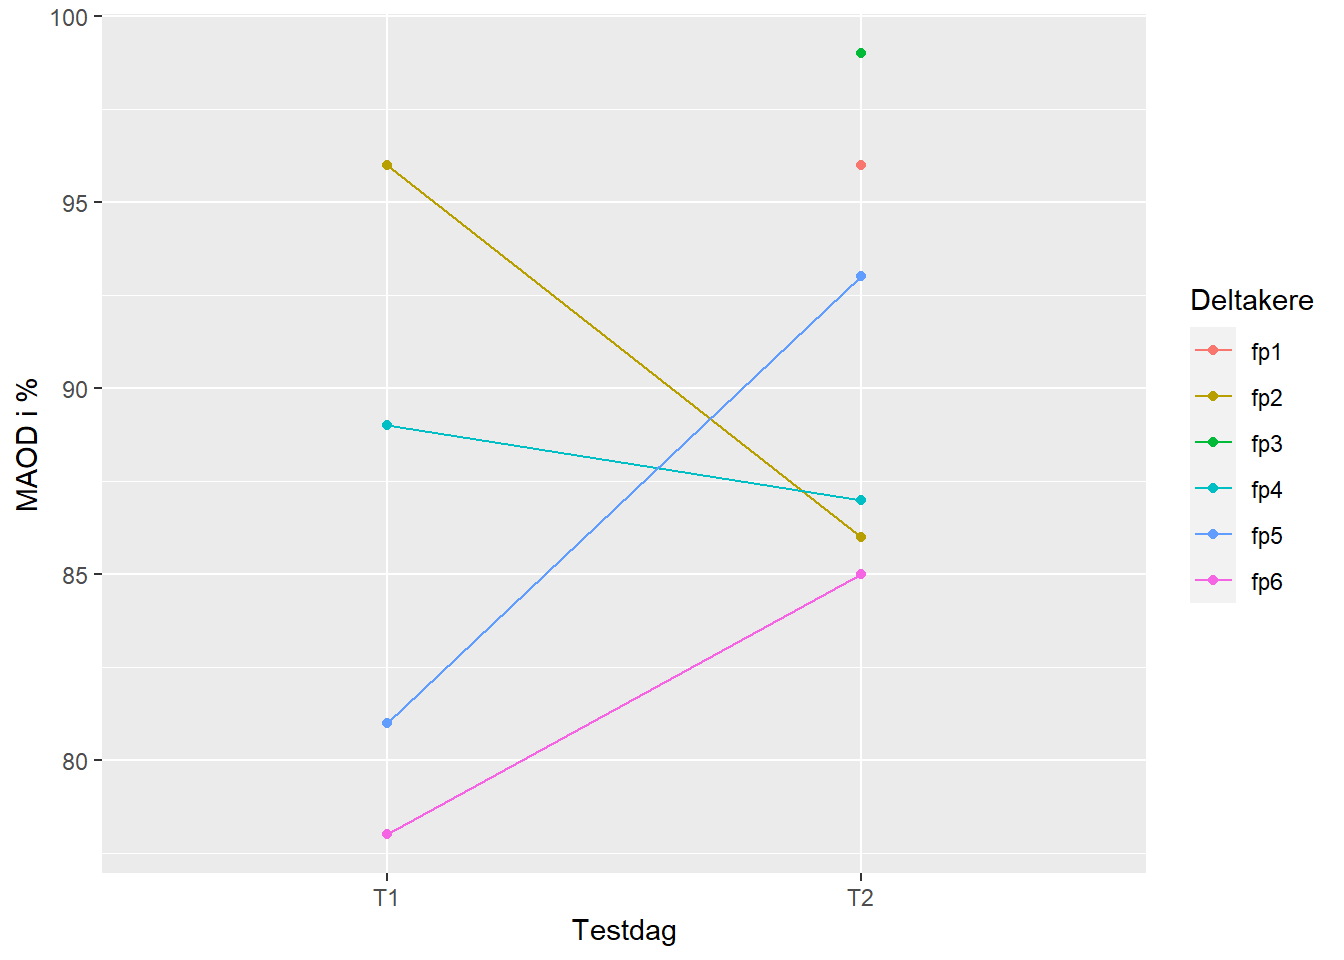 100
95
90
85
80
MAOD i %
T1
T2
Testdag
Deltakere
fp1
fp2
fp3
fp4
fp5
fp6